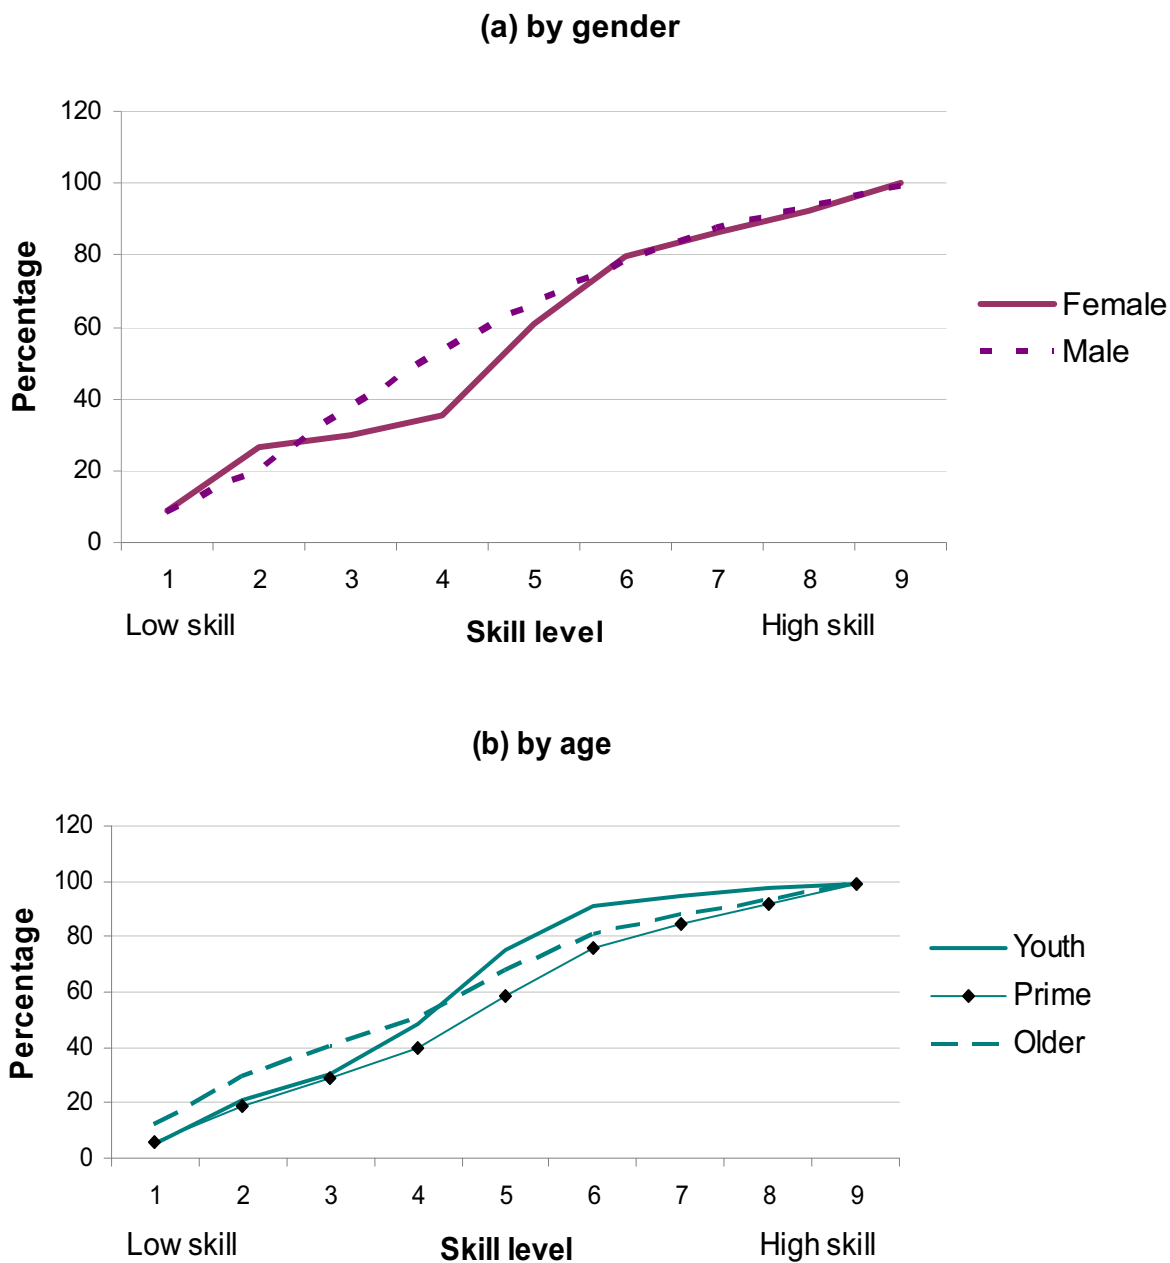 (a) by gender
120
100
80
60
40
20
0
Percentage
1 2 3 4 5 6 7 8 9
Low skill Skill level High skill
Female
Male
(b) by age
120
100
80
60
40
20
0
Percentage
1 2 3 4 5 6 7 8 9
Low skill Skill level High skill
Youth
Prime
Older